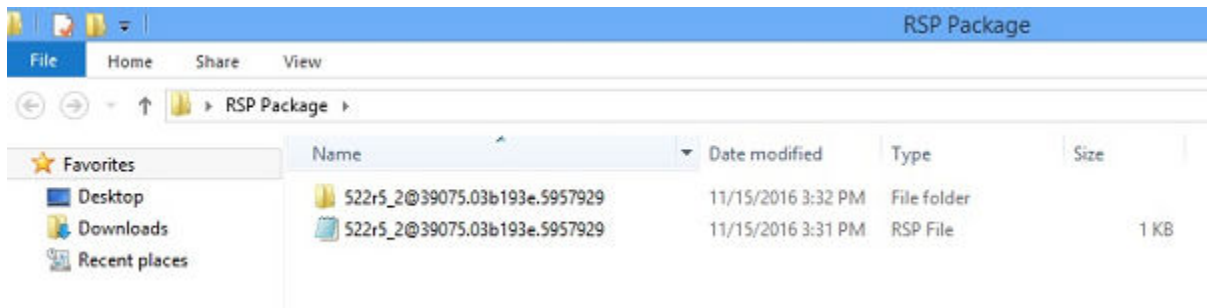 RSP Package
File Home Share View
RSP Package
Favorites
Desktop
Downloads
Recent places
Name Date modified Type Size
522r5_2@39075.03b193e.5957929 11/15/2016 3:32 PM File folder
522r5_2@39075.03b193e.5957929 11/15/2016 3:31 PM RSP File 1 KB